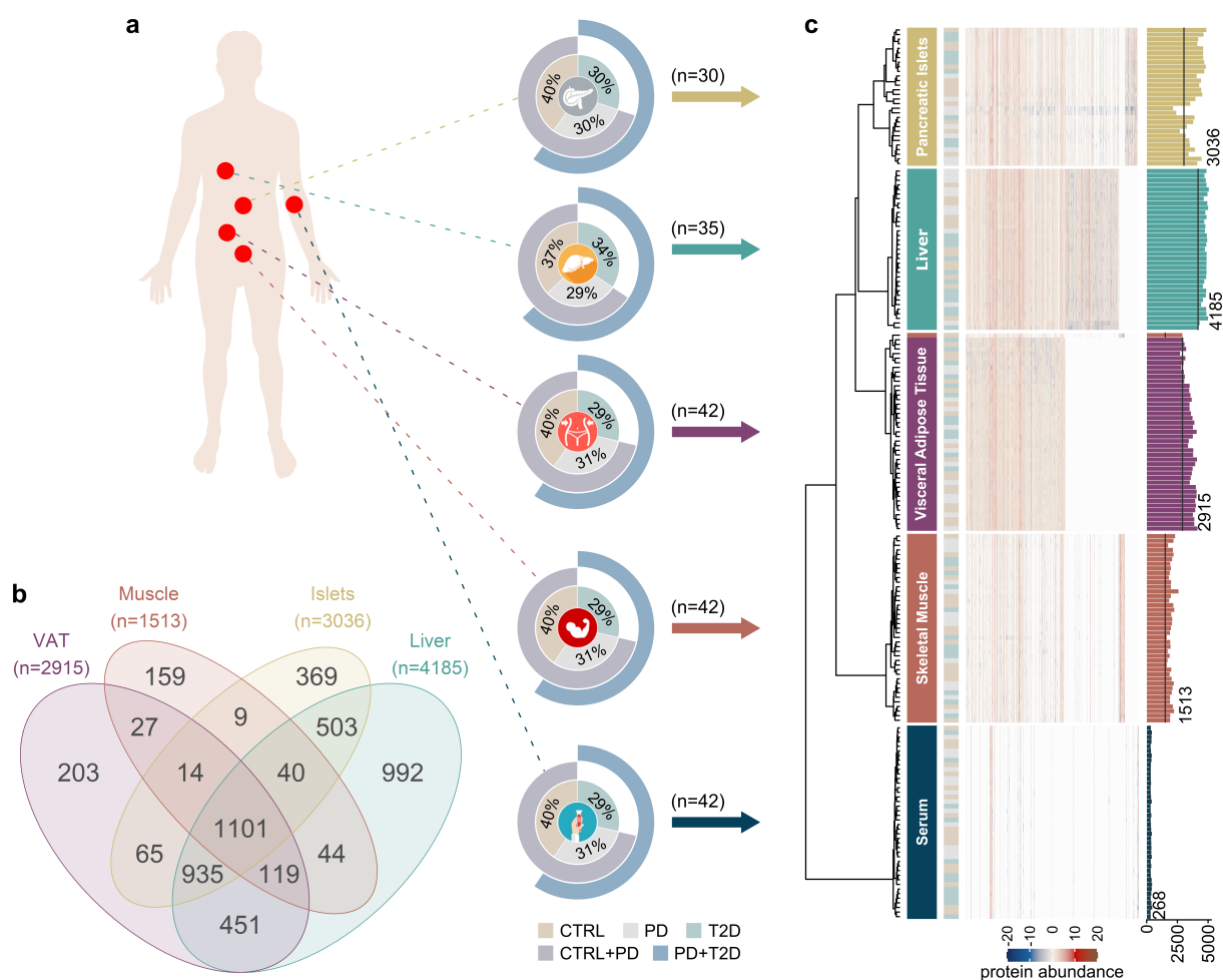 a
40%
30%
30%
(n=30)
37%
34%
29%
(n=35)
40%
29%
31%
(n=42)
40%
29%
31%
(n=42)
40%
29%
31%
(n=42)
CTRL
PD
T2D
CTRL+PD
PD+T2D
b
VAT
(n=2915)
Muscle
(n=1513)
Islets
(n=3036)
Liver
(n=4185)
159
369
27
9
503
203
14
40
992
1101
65
935
119
44
451
c
Pancreatic Islets
3036
Liver
4185
Visceral Adipose Tissue
2915
Skeletal Muscle
1513
Serum
268
-20
-10
0
10
20
protein abundance
0
2500
5000